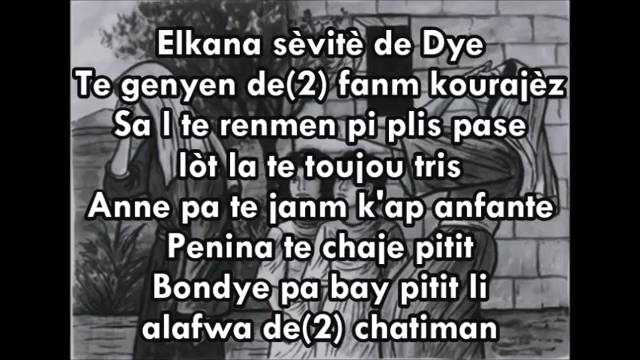 Elkana sèvitè de Dye
Te genyen de(2) fanm kourajèz
Sa l te renmen pi plis pase
lòt la te toujou tris
Anne pa te janm k'ap anfante
Penina te chaje pitit
Bondye pa bay pitit li
alafwa de(2) chatiman